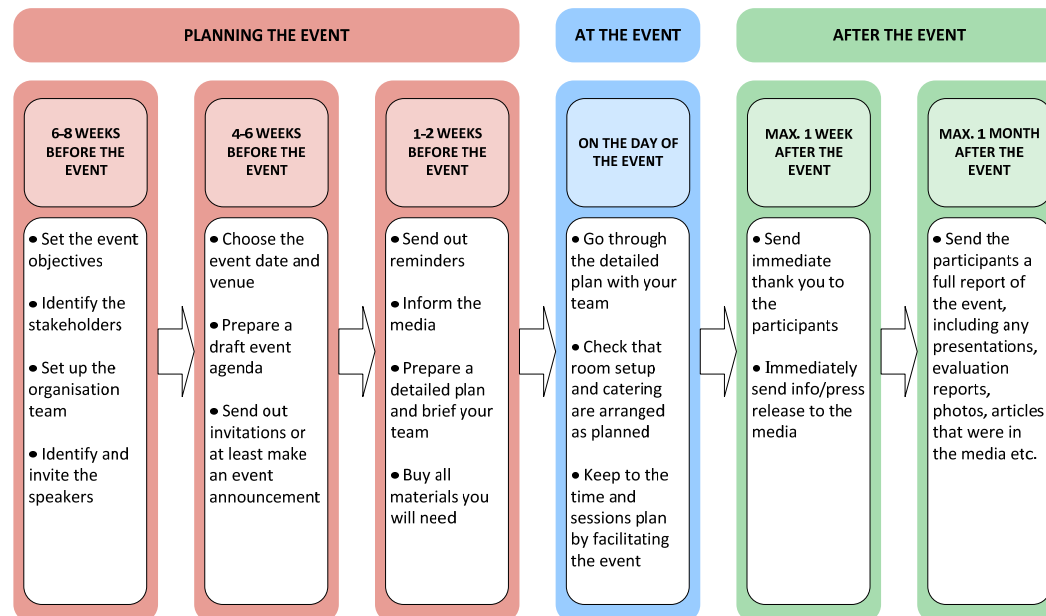 PLANNING THE EVENT
AT THE EVENT
AFTER THE EVENT
6-8 WEEKS
BEFORE THE
EVENT
● Set the event
objectives
● Identify the
stakeholders
● Set up the
organisation
team
● Identify and
invite the
speakers
4-6 WEEKS
BEFORE THE
EVENT
● Choose the
event date and
venue
● Prepare a
draft event
agenda
● Send out
invitations or
at least make
an event
announcement
1-2 WEEKS
BEFORE THE
EVENT
● Send out
reminders
● Inform the
media
● Prepare a
detailed plan
and brief your
team
● Buy all
materials you
will need
ON THE DAY OF
THE EVENT
● Go through
the detailed
plan with your
team
● Check that
room setup
and catering
are arranged
as planned
● Keep to the
time and
sessions plan
by facilitating
the event
MAX. 1 WEEK
AFTER THE
EVENT
● Send
immediate
thank you to
the
participants
● Immediately
send info/press
release to the
media
MAX. 1 MONTH
AFTER THE
EVENT
● Send the
participants a
full report of
the event,
including any
presentations,
evaluation
reports,
photos, articles
that were in
the media etc.